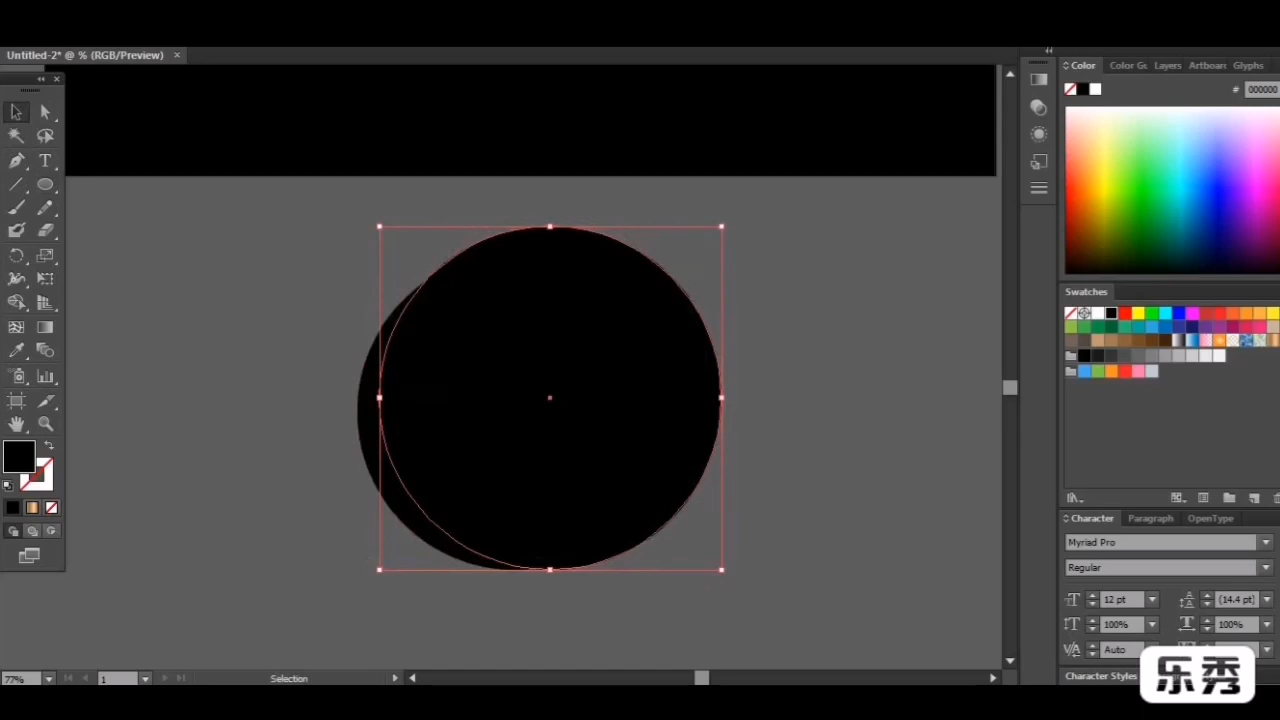 Untitled-2* @ % (RGB/Preview)
Color
Color Gu
Layers
Artboar
Glyphs
# 000000
Swatches
Character
Paragraph
OpenType
Myriad Pro
Regular
12 pt
(14.4 pt)
100%
100%
Auto
Character Styles
77%
1
Selection
乐秀